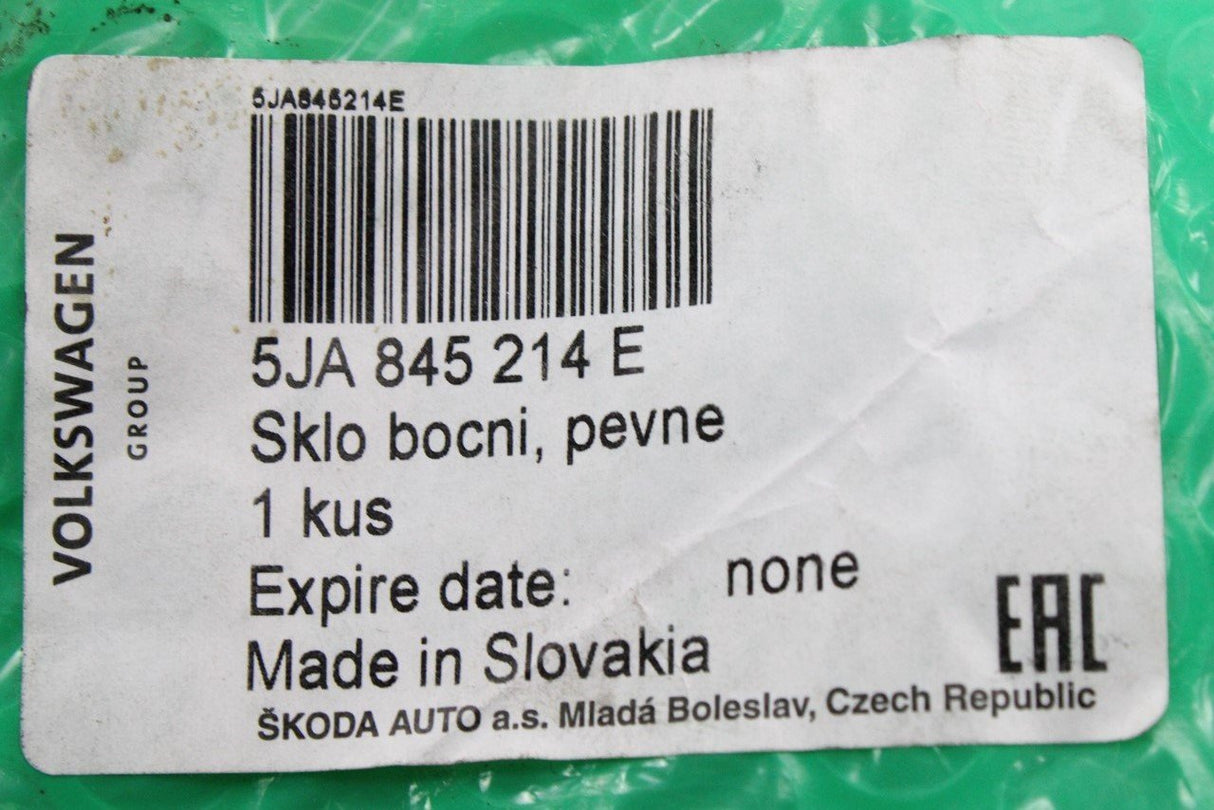 5JA845214E
5JA 845 214 E
Sklo bocni, pevne
1 kus
Expire date: none
Made in Slovakia
ŠKODA AUTO a.s. Mladá Boleslav, Czech Republic
EAC
VOLKSWAGEN
GROUP